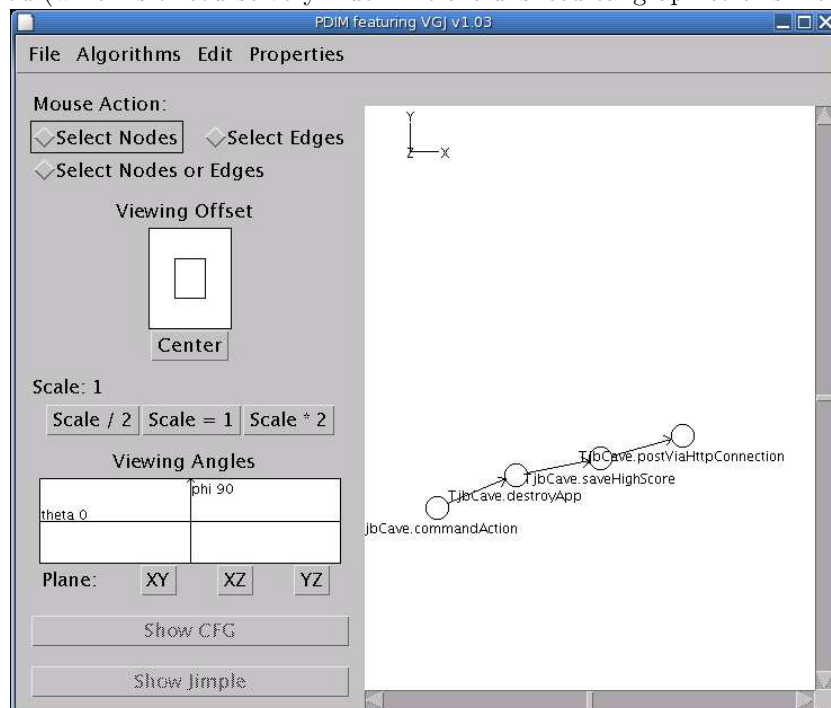 PDIM featuring VGJ v1.03
File Algorithms Edit Properties
Mouse Action:
Select Nodes Select Edges
Select Nodes or Edges
Viewing Offset
Center
Scale: 1
Scale / 2 Scale = 1 Scale * 2
Viewing Angles
phi 90
theta 0
Plane: XY XZ YZ
Show CFG
Show Jimple
Y
Z X
TjbCave.postViaHttpConnection
TjbCave.saveHighScore
TjbCave.destroyApp
jbCave.commandAction